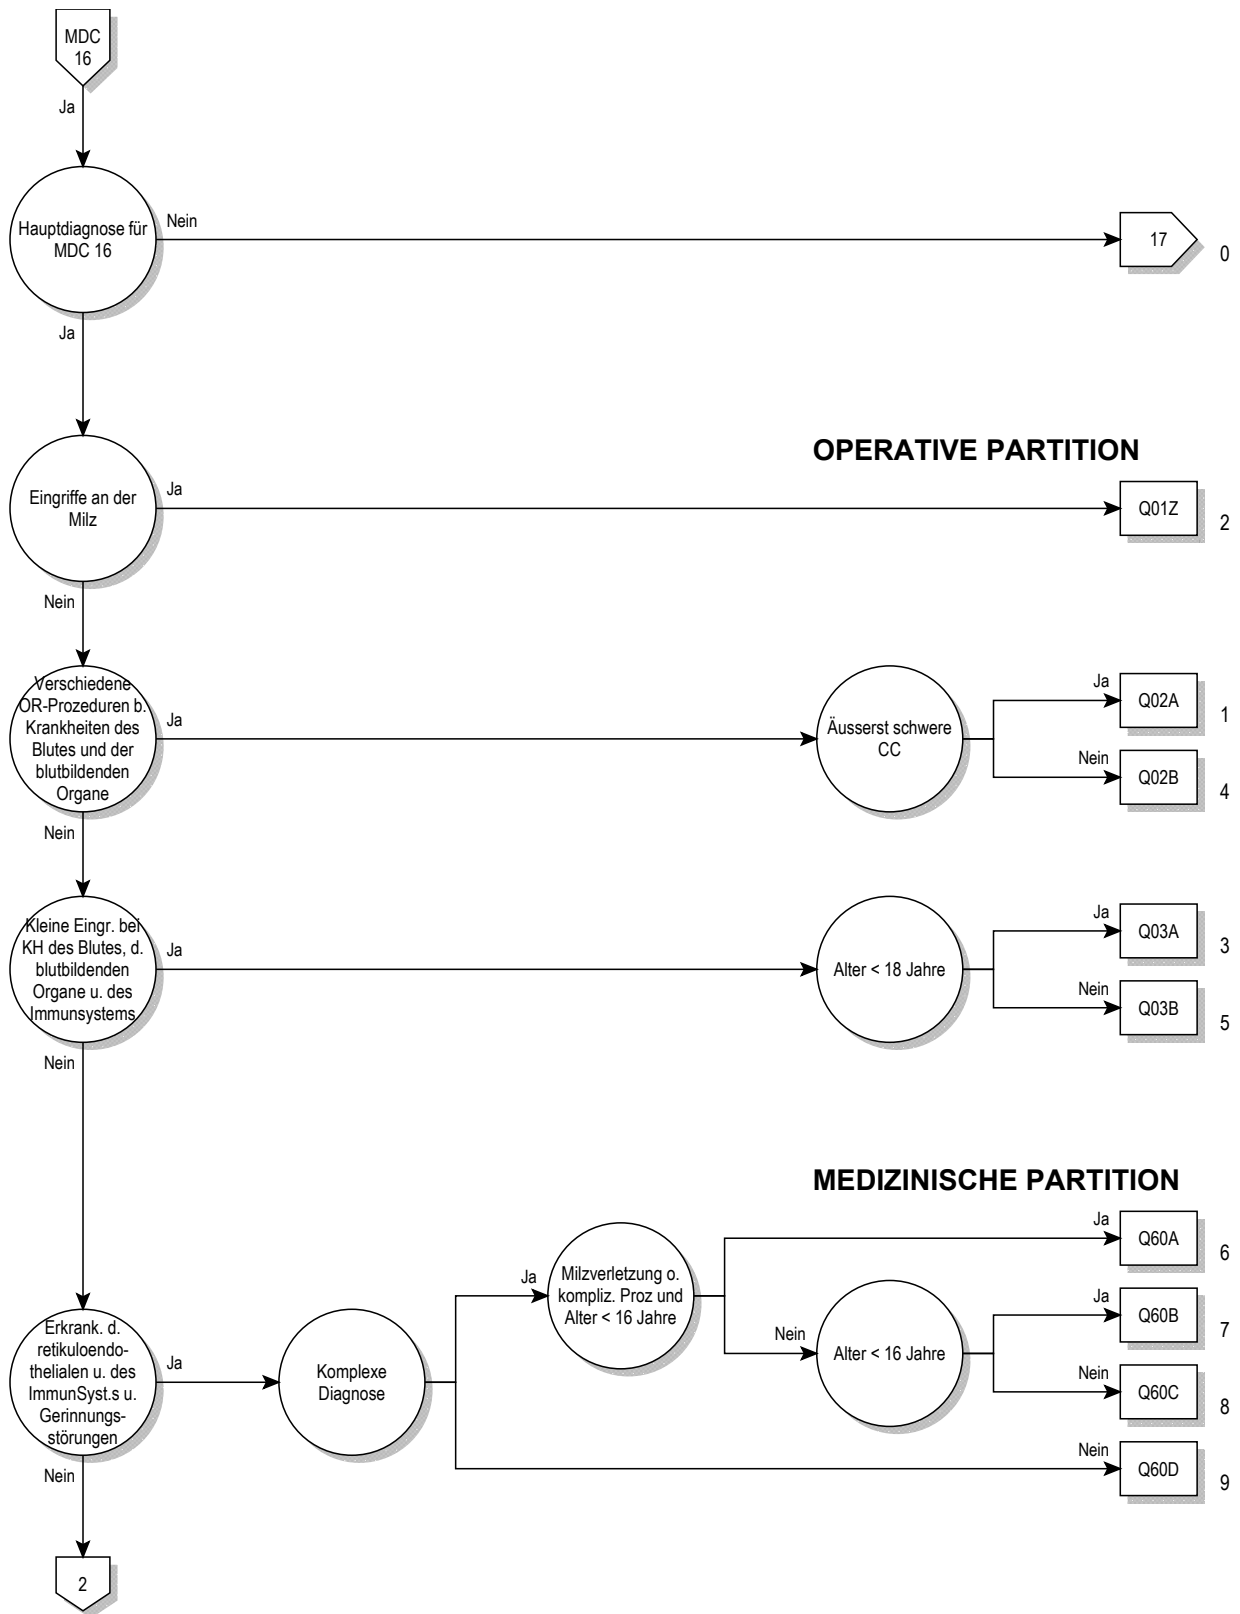 MDC
16
Ja
Hauptdiagnose für
MDC 16
Nein
17
0
Ja
OPERATIVE PARTITION
Eingriffe an der
Milz
Ja
Q01Z
2
Nein
Verschiedene
OR-Prozeduren b.
Krankheiten des
Blutes und der
blutbildenden
Organe
Ja
Äusserst schwere
CC
Ja
Q02A
1
Nein
Q02B
4
Nein
Kleine Eingr. bei
KH des Blutes, d.
blutbildenden
Organe u. des
Immunsystems
Ja
Alter < 18 Jahre
Ja
Q03A
3
Nein
Q03B
5
Nein
MEDIZINISCHE PARTITION
Erkrank. d.
retikuloendo-
thelialen u. des
ImmunSyst.s u.
Gerinnungs-
störungen
Ja
Komplexe
Diagnose
Ja
Milzverletzung o.
kompliz. Proz und
Alter < 16 Jahre
Ja
Q60A
6
Nein
Alter < 16 Jahre
Ja
Q60B
7
Nein
Q60C
8
Nein
Q60D
9
Nein
2